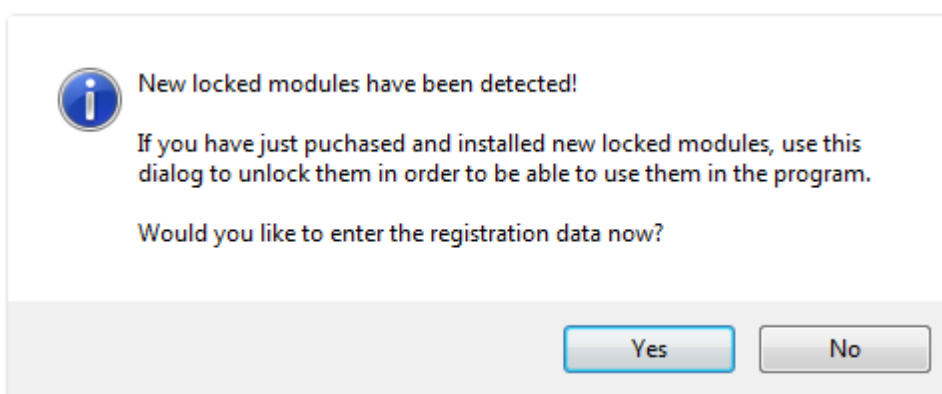 New locked modules have been detected!
If you have just puchased and installed new locked modules, use this
dialog to unlock them in order to be able to use them in the program.
Would you like to enter the registration data now?
Yes
No